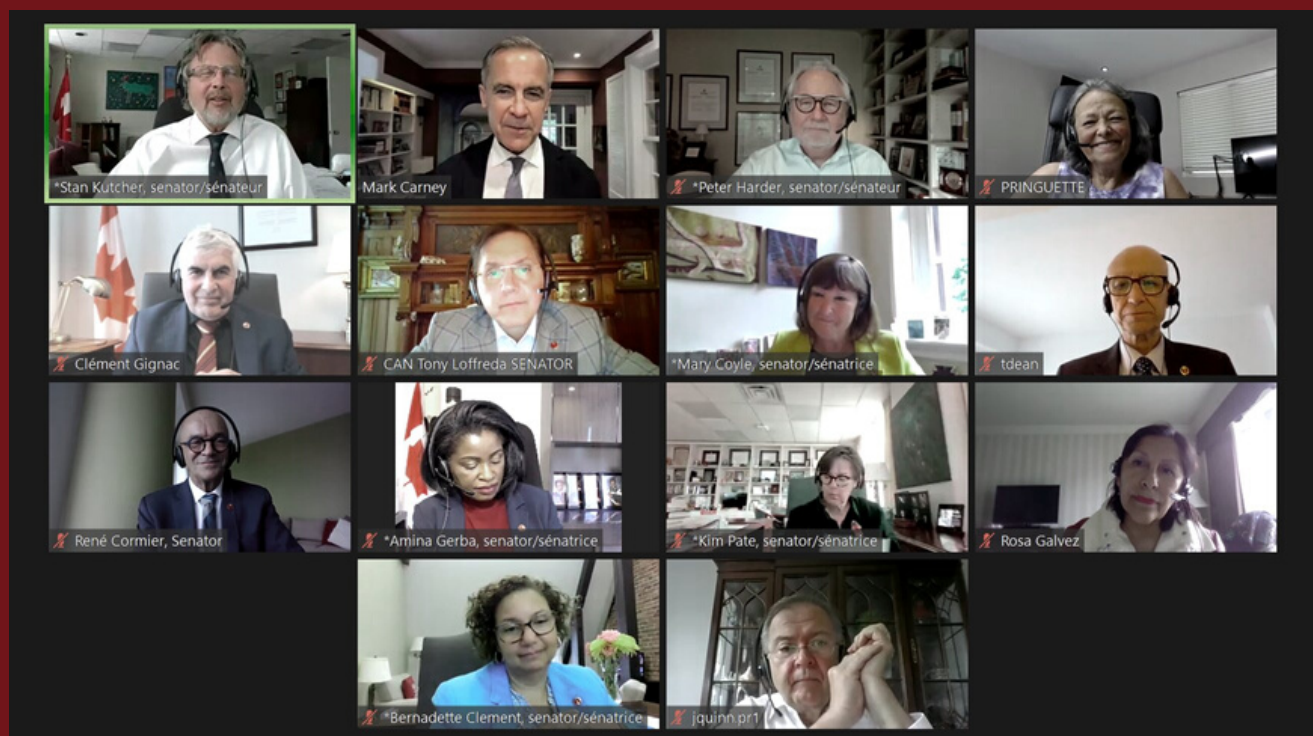 *Stan Kutcher, senator/sénateur
Mark Carney
*Peter Harder, senator/sénateur
PRINGUETTE
Clément Gignac
CAN Tony Loffreda SENATOR
*Mary Coyle, senator/sénatrice
tdean
René Cormier, Senator
*Amina Gerba, senator/sénatrice
*Kim Pate, senator/sénatrice
Rosa Galvez
*Bernadette Clement, senator/sénatrice
jquinn.pr1